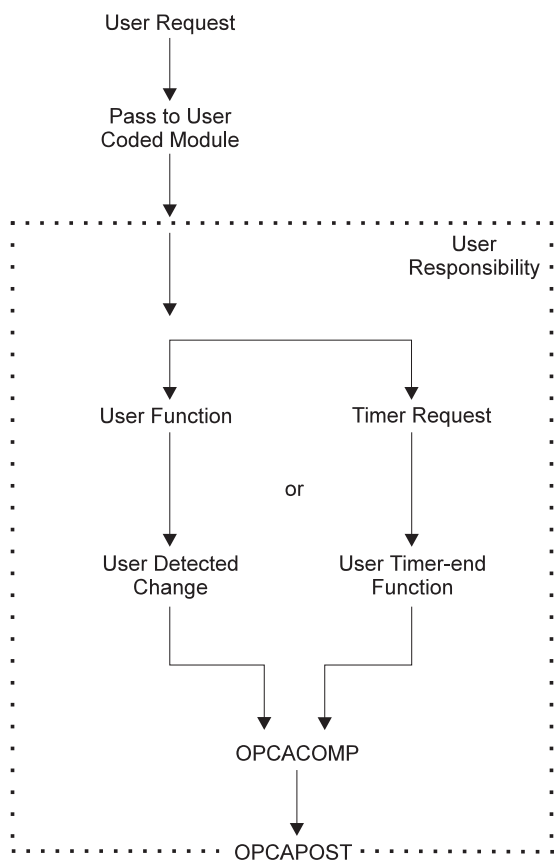 User Request
Pass to User
Coded Module
User
Responsibility
User Function
Timer Request
or
User Detected
Change
User Timer-end
Function
OPCACOMP
OPCAPOST